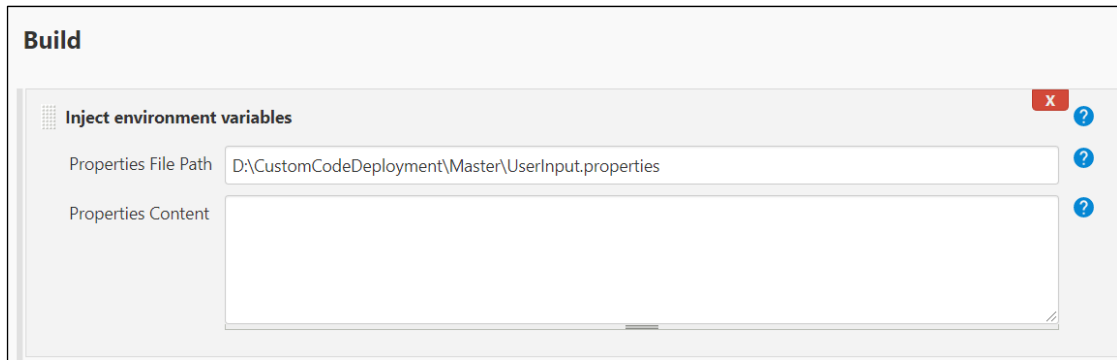 Build
Inject environment variables
X
?
Properties File Path D:\CustomCodeDeployment\Master\UserInput.properties ?
Properties Content ?